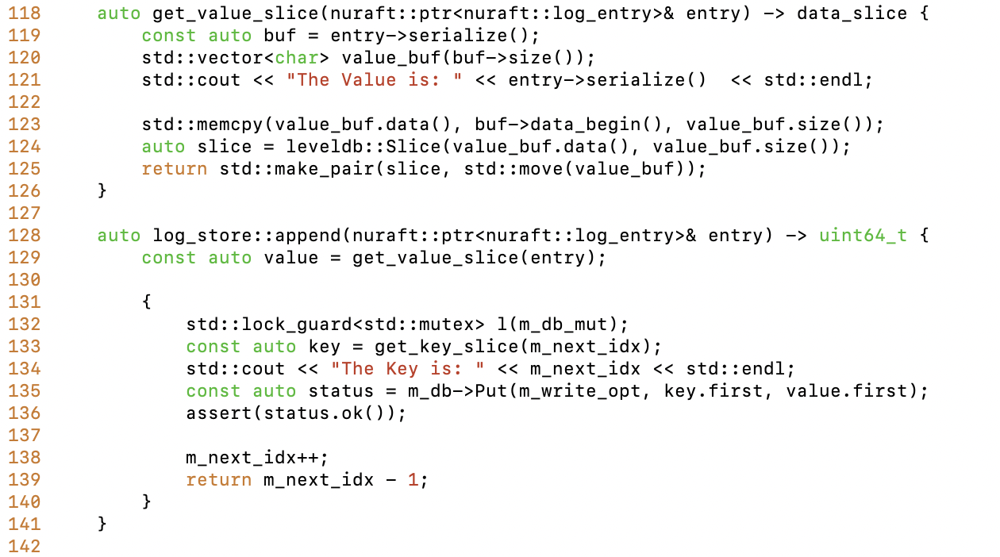 118     auto get_value_slice(nuraft::ptr<nuraft::log_entry>& entry) -> data_slice {
119         const auto buf = entry->serialize();
120         std::vector<char> value_buf(buf->size());
121         std::cout << "The Value is: " << entry->serialize()  << std::endl;
122
123         std::memcpy(value_buf.data(), buf->data_begin(), value_buf.size());
124         auto slice = leveldb::Slice(value_buf.data(), value_buf.size());
125         return std::make_pair(slice, std::move(value_buf));
126     }
127
128     auto log_store::append(nuraft::ptr<nuraft::log_entry>& entry) -> uint64_t {
129         const auto value = get_value_slice(entry);
130
131         {
132             std::lock_guard<std::mutex> l(m_db_mut);
133             const auto key = get_key_slice(m_next_idx);
134             std::cout << "The Key is: " << m_next_idx << std::endl;
135             const auto status = m_db->Put(m_write_opt, key.first, value.first);
136             assert(status.ok());
137
138             m_next_idx++;
139             return m_next_idx - 1;
140         }
141     }
142